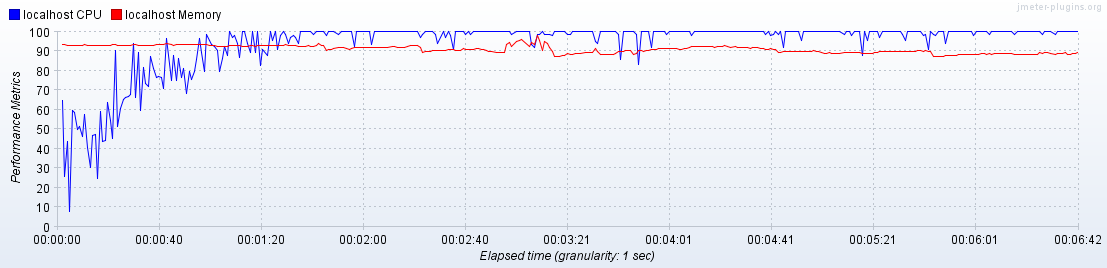 jmeter-plugins.org
localhost CPU localhost Memory
Performance Metrics
100
90
80
70
60
50
40
30
20
10
0
00:00:00 00:00:40 00:01:20 00:02:00 00:02:40 00:03:21 00:04:01 00:04:41 00:05:21 00:06:01 00:06:42
Elapsed time (granularity: 1 sec)